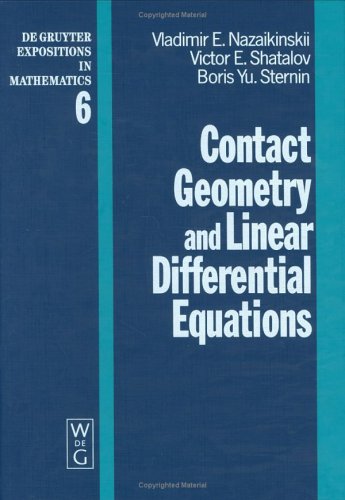 DE GRUYTER
EXPOSITIONS
IN
MATHEMATICS
6
Vladimir E. Nazaikinskii
Victor E. Shatalov
Boris Yu. Sternin
Contact
Geometry
and Linear
Differential
Equations
W
DE
G